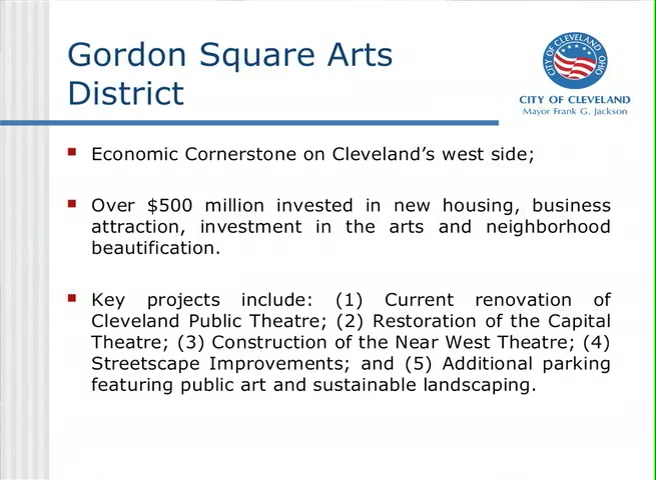 Gordon Square Arts
District
CITY OF CLEVELAND OHIO
CITY OF CLEVELAND
Mayor Frank G. Jackson
Economic Cornerstone on Cleveland's west side;
Over $500 million invested in new housing, business
attraction, investment in the arts and neighborhood
beautification.
Key projects include: (1) Current renovation of
Cleveland Public Theatre; (2) Restoration of the Capital
Theatre; (3) Construction of the Near West Theatre; (4)
Streetscape Improvements; and (5) Additional parking
featuring public art and sustainable landscaping.